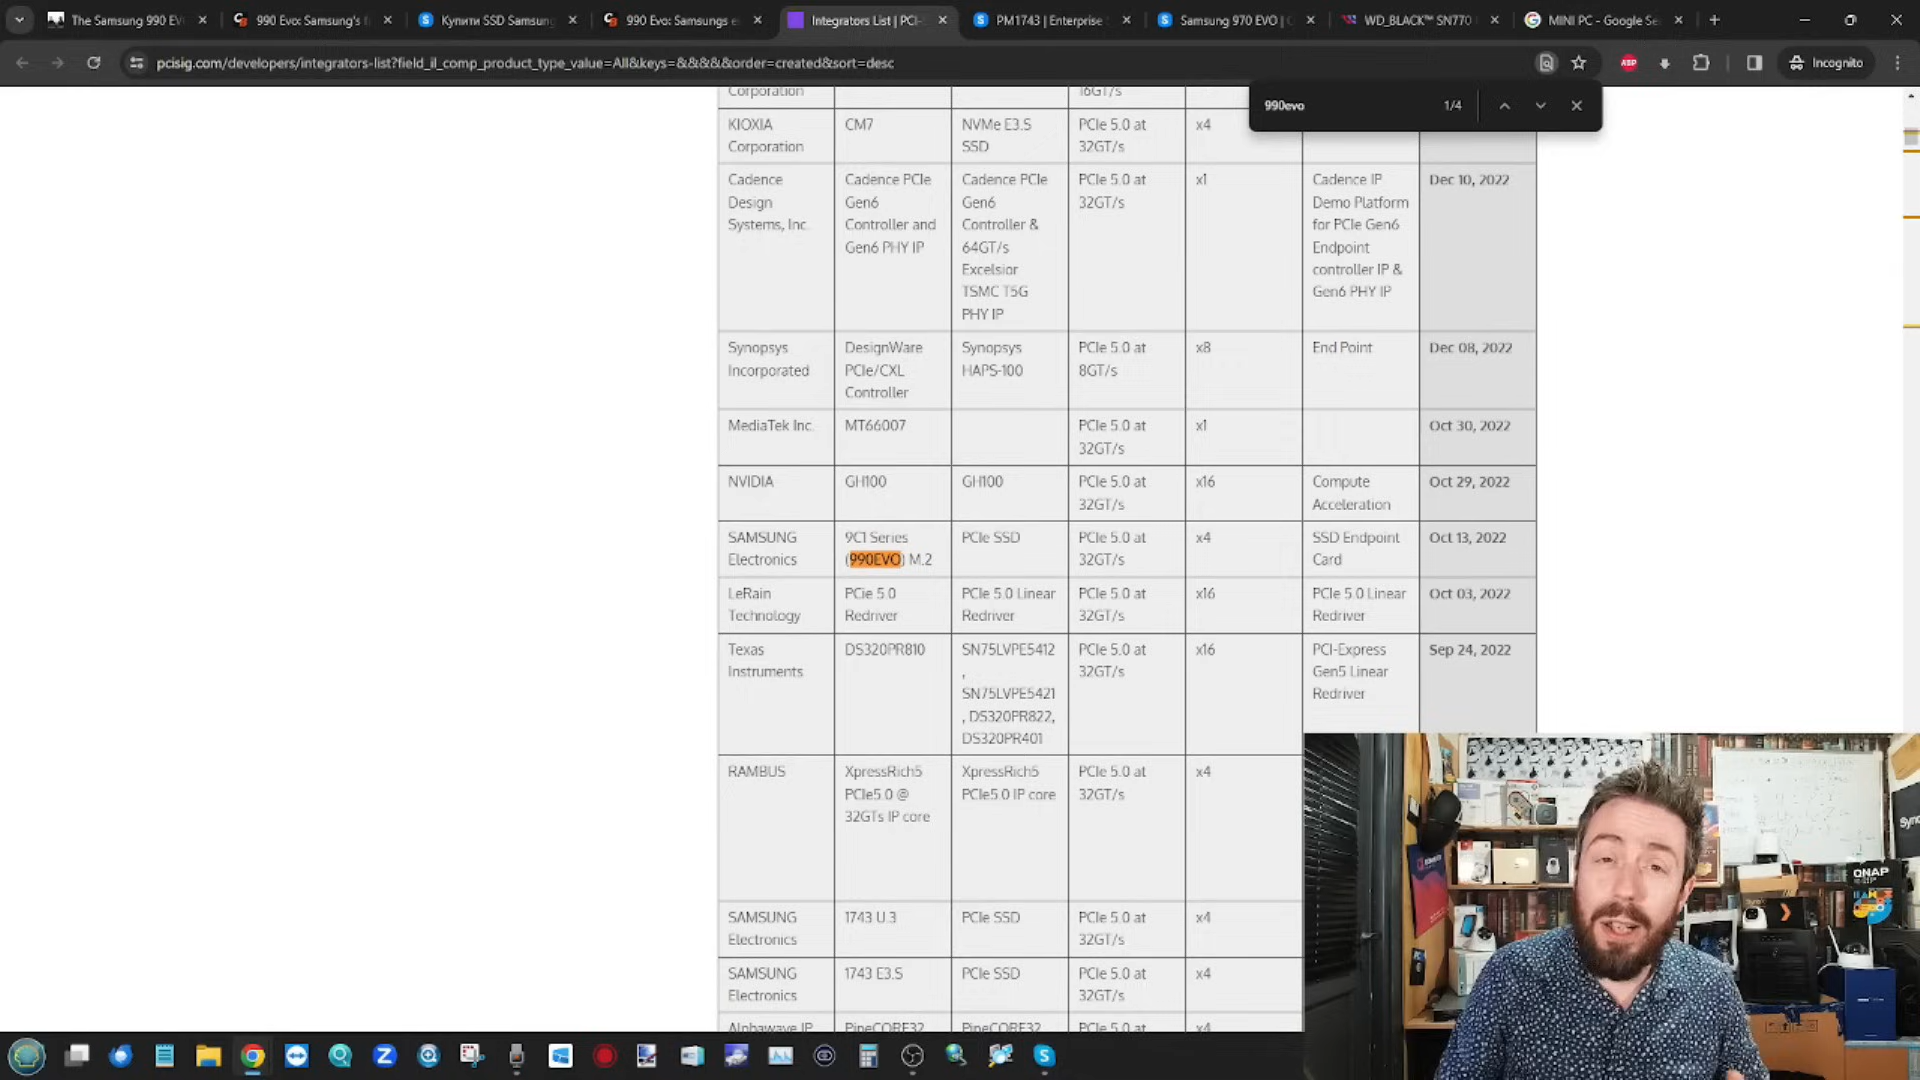 The Samsung 990 EV
990 Evo: Samsung's f
Купити SSD Samsung
990 Evo: Samsungs e
Integrators List | PCI-
PM1743 | Enterprise
Samsung 970 EVO |
WD_BLACK™ SN770
MINI PC - Google Se
pcisig.com/developers/integrators-list?field_il_comp_product_type_value=All&keys=&&&&&order=created&sort=desc
ABP
Incognito
990evo
1/4
Corporation
16GT/s
KIOXIA
Corporation
CM7
NVMe E3.S
SSD
PCIe 5.0 at
32GT/s
x4
Cadence
Design
Systems, Inc.
Cadence PCIe
Gen6
Controller and
Gen6 PHY IP
Cadence PCIe
Gen6
Controller &
64GT/s
Excelsior
TSMC T5G
PHY IP
PCIe 5.0 at
32GT/s
x1
Cadence IP
Demo Platform
for PCIe Gen6
Endpoint
controller IP &
Gen6 PHY IP
Dec 10, 2022
Synopsys
Incorporated
DesignWare
PCIe/CXL
Controller
Synopsys
HAPS-100
PCIe 5.0 at
8GT/s
x8
End Point
Dec 08, 2022
MediaTek Inc.
MT66007
PCIe 5.0 at
32GT/s
x1
Oct 30, 2022
NVIDIA
GH100
GH100
PCIe 5.0 at
32GT/s
x16
Compute
Acceleration
Oct 29, 2022
SAMSUNG
Electronics
9C1 Series
(990EVO) M.2
PCIe SSD
PCIe 5.0 at
32GT/s
x4
SSD Endpoint
Card
Oct 13, 2022
LeRain
Technology
PCie 5.0
Redriver
PCIe 5.0 Linear
Redriver
PCIe 5.0 at
32GT/s
x16
PCIe 5.0 Linear
Redriver
Oct 03, 2022
Texas
Instruments
DS320PR810
SN75LVPE5412
,
SN75LVPE5421
, DS320PR822,
DS320PR401
PCIe 5.0 at
32GT/s
x16
PCI-Express
Gen5 Linear
Redriver
Sep 24, 2022
RAMBUS
XpressRich5
PCIe5.0 @
32GTs IP core
XpressRich5
PCIe5.0 IP core
PCIe 5.0 at
32GT/s
x4
SAMSUNG
Electronics
1743 U.3
PCIe SSD
PCIe 5.0 at
32GT/s
x4
SAMSUNG
Electronics
1743 E3.S
PCIe SSD
PCIe 5.0 at
32GT/s
x4
Alphawave IP
PipeCORE32
PipeCORE32
PCIe 5.0 at
x4
QNAP